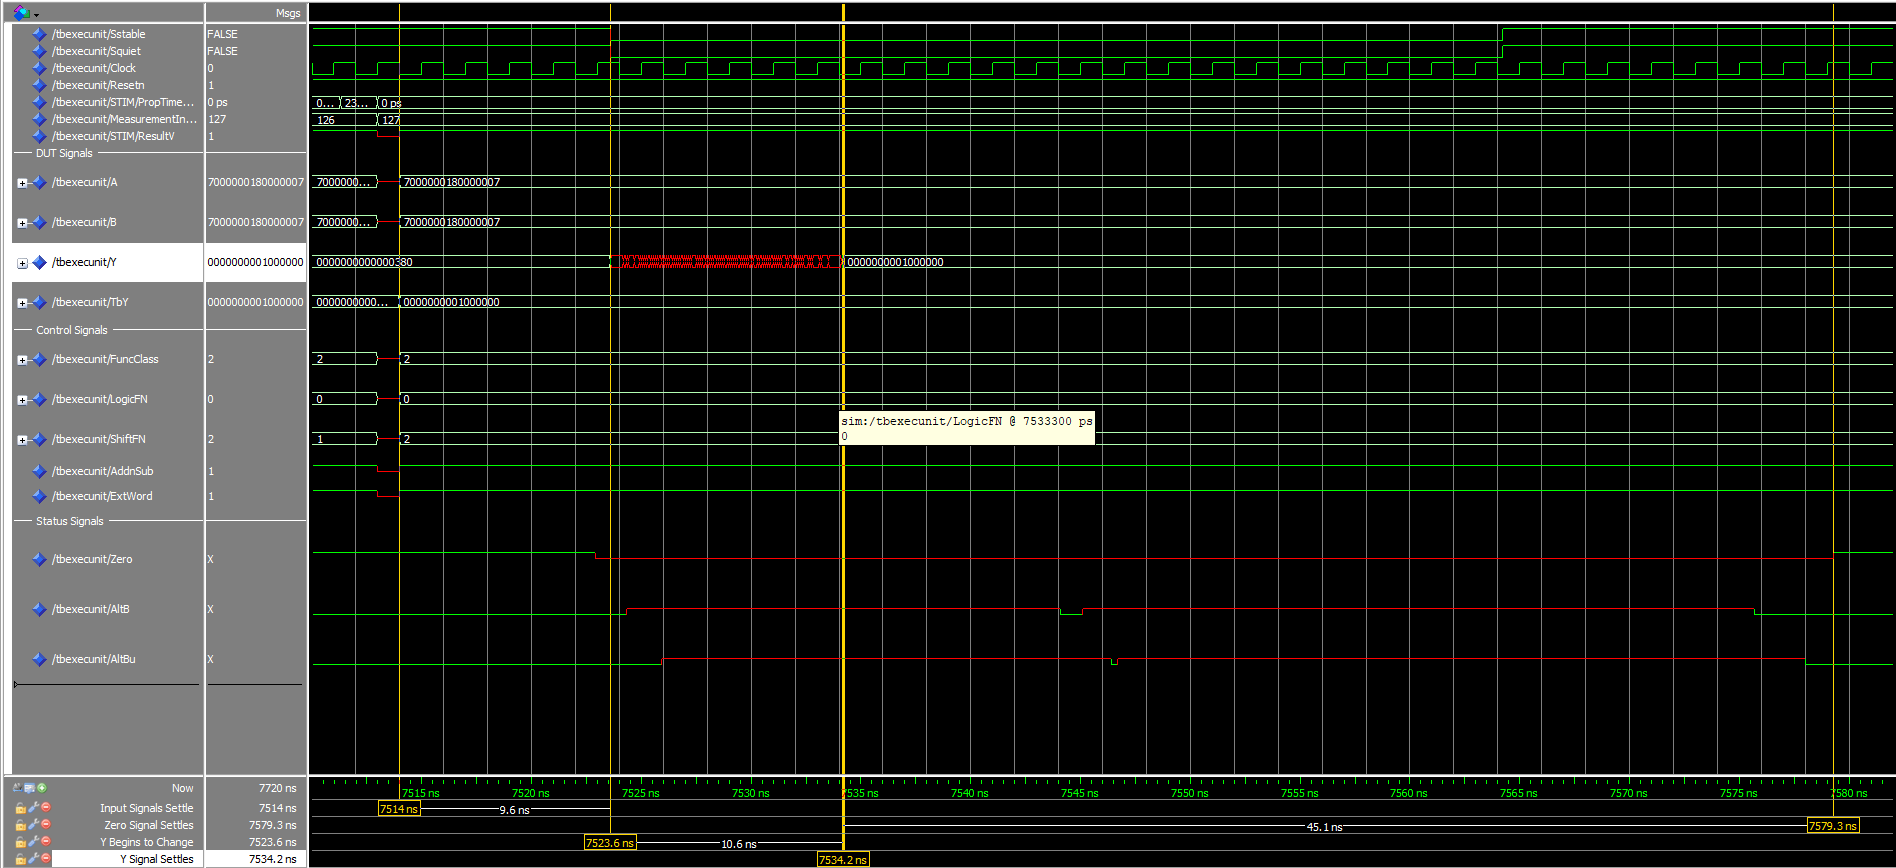 Msgs
/tbexecunit/Sstable FALSE
/tbexecunit/Squiet FALSE
/tbexecunit/Clock 0
/tbexecunit/Resetn 1
/tbexecunit/STIM/PropTime... 0 ps 0... 23... 0 ps
/tbexecunit/MeasurementIn... 127 126 127
/tbexecunit/STIM/ResultV 1
DUT Signals
/tbexecunit/A 7000000180000007 7000000... 7000000180000007
/tbexecunit/B 7000000180000007 7000000... 7000000180000007
/tbexecunit/Y 0000000001000000 0000000000000380 0000000001000000
/tbexecunit/TbY 0000000001000000 0000000000... 0000000001000000
Control Signals
/tbexecunit/FuncClass 2 2 2
/tbexecunit/LogicFN 0 0 0
sim:/tbexecunit/LogicFN @ 7533300 ps
0
/tbexecunit/ShiftFN 2 1 2
/tbexecunit/AddnSub 1
/tbexecunit/ExtWord 1
Status Signals
/tbexecunit/Zero X
/tbexecunit/AltB X
/tbexecunit/AltBu X
Now 7720 ns 7515 ns 7520 ns 7525 ns 7530 ns 7535 ns 7540 ns 7545 ns 7550 ns 7555 ns 7560 ns 7565 ns 7570 ns 7575 ns 7580 ns
Input Signals Settle 7514 ns 7514 ns 9.6 ns
Zero Signal Settles 7579.3 ns 45.1 ns 7579.3 ns
Y Begins to Change 7523.6 ns 7523.6 ns 10.6 ns
Y Signal Settles 7534.2 ns 7534.2 ns